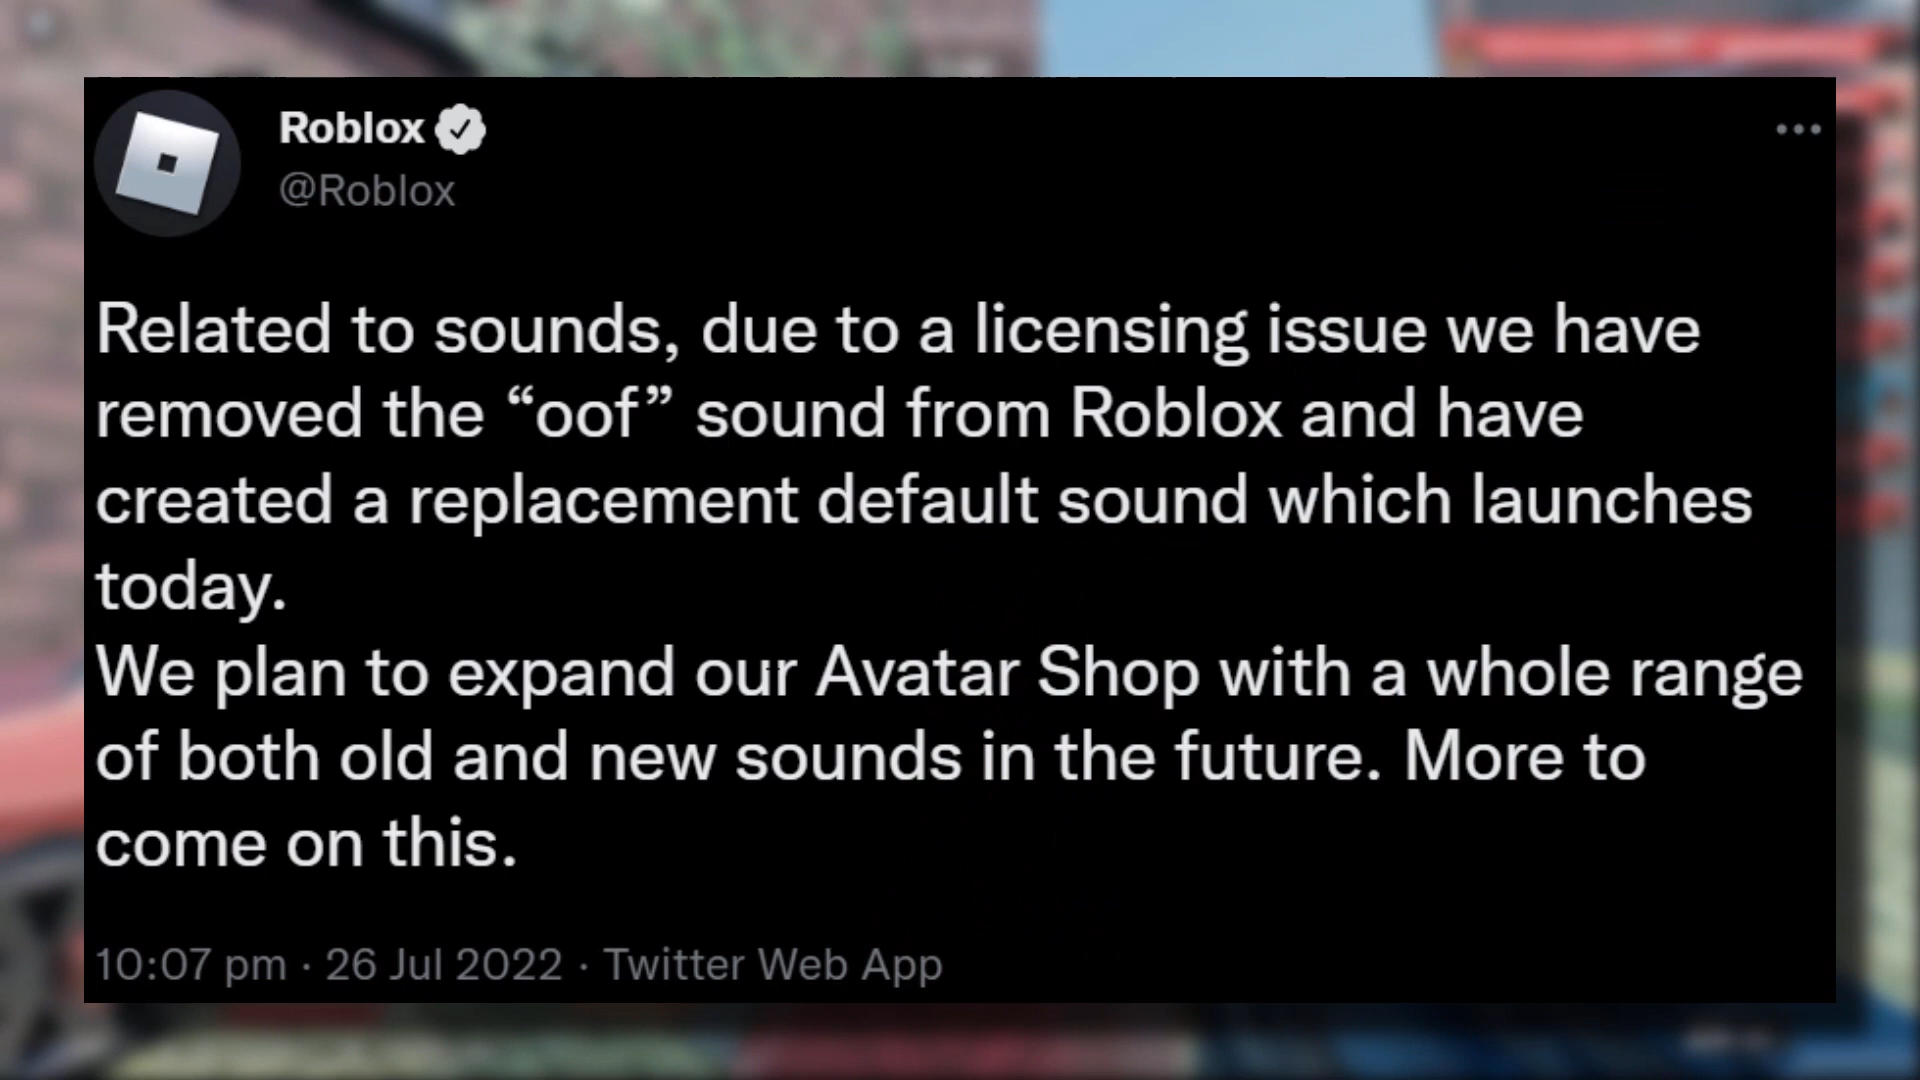 Roblox
@Roblox
Related to sounds, due to a licensing issue we have
removed the “oof” sound from Roblox and have
created a replacement default sound which launches
today.
We plan to expand our Avatar Shop with a whole range
of both old and new sounds in the future. More to
come on this.
10:07 pm · 26 Jul 2022 · Twitter Web App